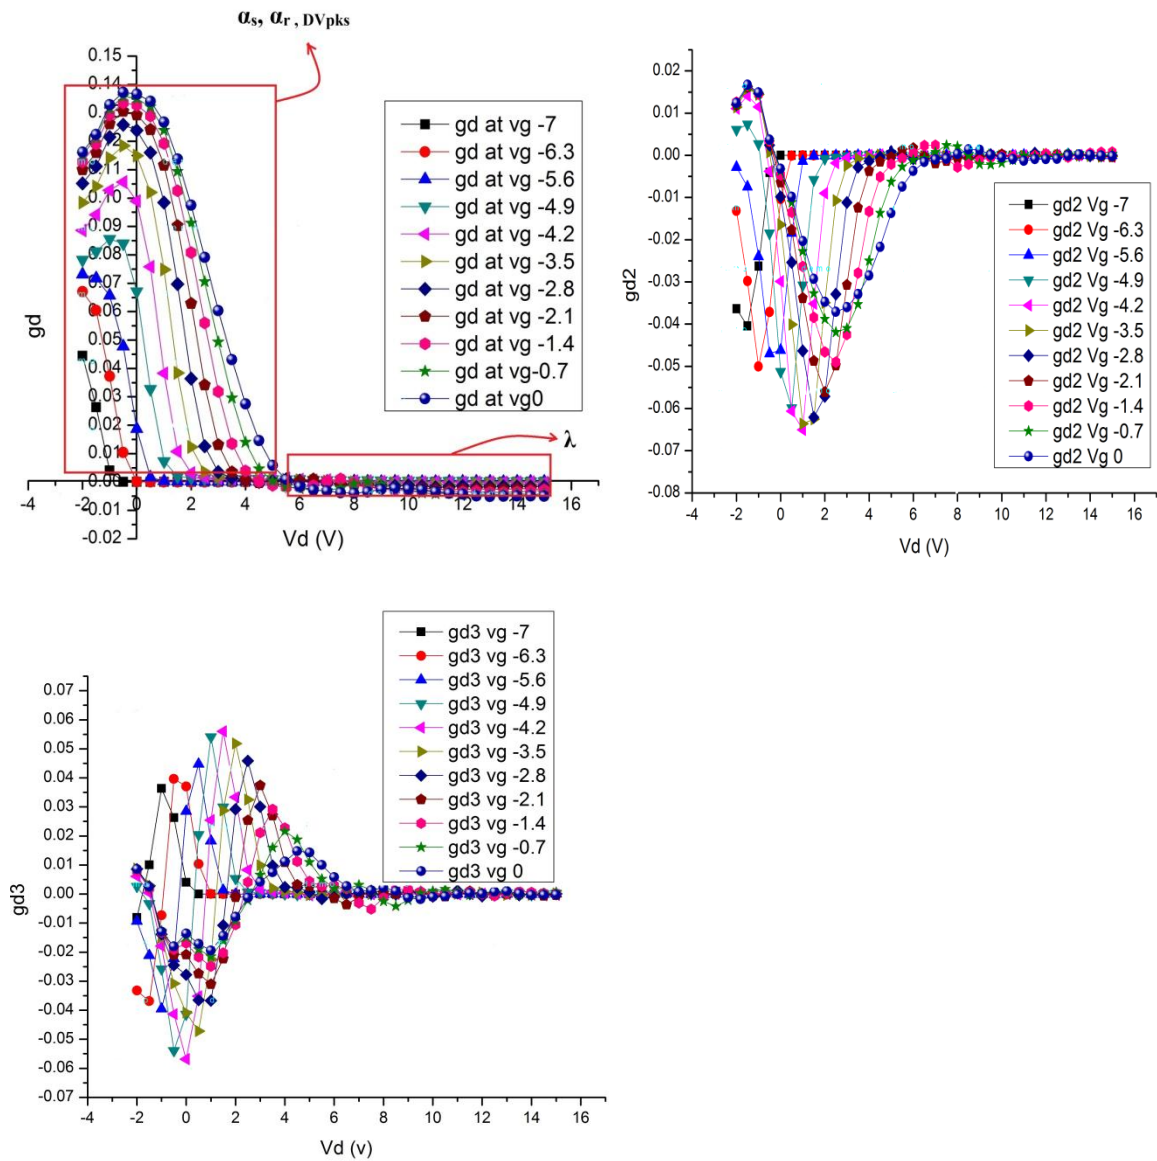 αs, αr , DVpks
0.15
0.14
0.13
0.12
0.11
0.10
0.09
0.08
0.07
0.06
0.05
0.04
0.03
0.02
0.01
0.00
-0.01
-0.02
gd
-4 -2 0 2 4 6 8 10 12 14 16
Vd (V)
gd at vg -7
gd at vg -6.3
gd at vg -5.6
gd at vg -4.9
gd at vg -4.2
gd at vg -3.5
gd at vg -2.8
gd at vg -2.1
gd at vg -1.4
gd at vg-0.7
gd at vg0
λ
0.02
0.01
0.00
-0.01
-0.02
-0.03
-0.04
-0.05
-0.06
-0.07
-0.08
gd2
-4 -2 0 2 4 6 8 10 12 14 16
Vd (V)
gd2 Vg -7
gd2 Vg -6.3
gd2 Vg -5.6
gd2 Vg -4.9
gd2 Vg -4.2
gd2 Vg -3.5
gd2 Vg -2.8
gd2 Vg -2.1
gd2 Vg -1.4
gd2 Vg -0.7
gd2 Vg 0
gd3 vg -7
gd3 vg -6.3
gd3 vg -5.6
gd3 vg -4.9
gd3 vg -4.2
gd3 vg -3.5
gd3 vg -2.8
gd3 vg -2.1
gd3 vg -1.4
gd3 vg -0.7
gd3 vg 0
0.07
0.06
0.05
0.04
0.03
0.02
0.01
0.00
-0.01
-0.02
-0.03
-0.04
-0.05
-0.06
-0.07
gd3
-4 -2 0 2 4 6 8 10 12 14 16
Vd (v)